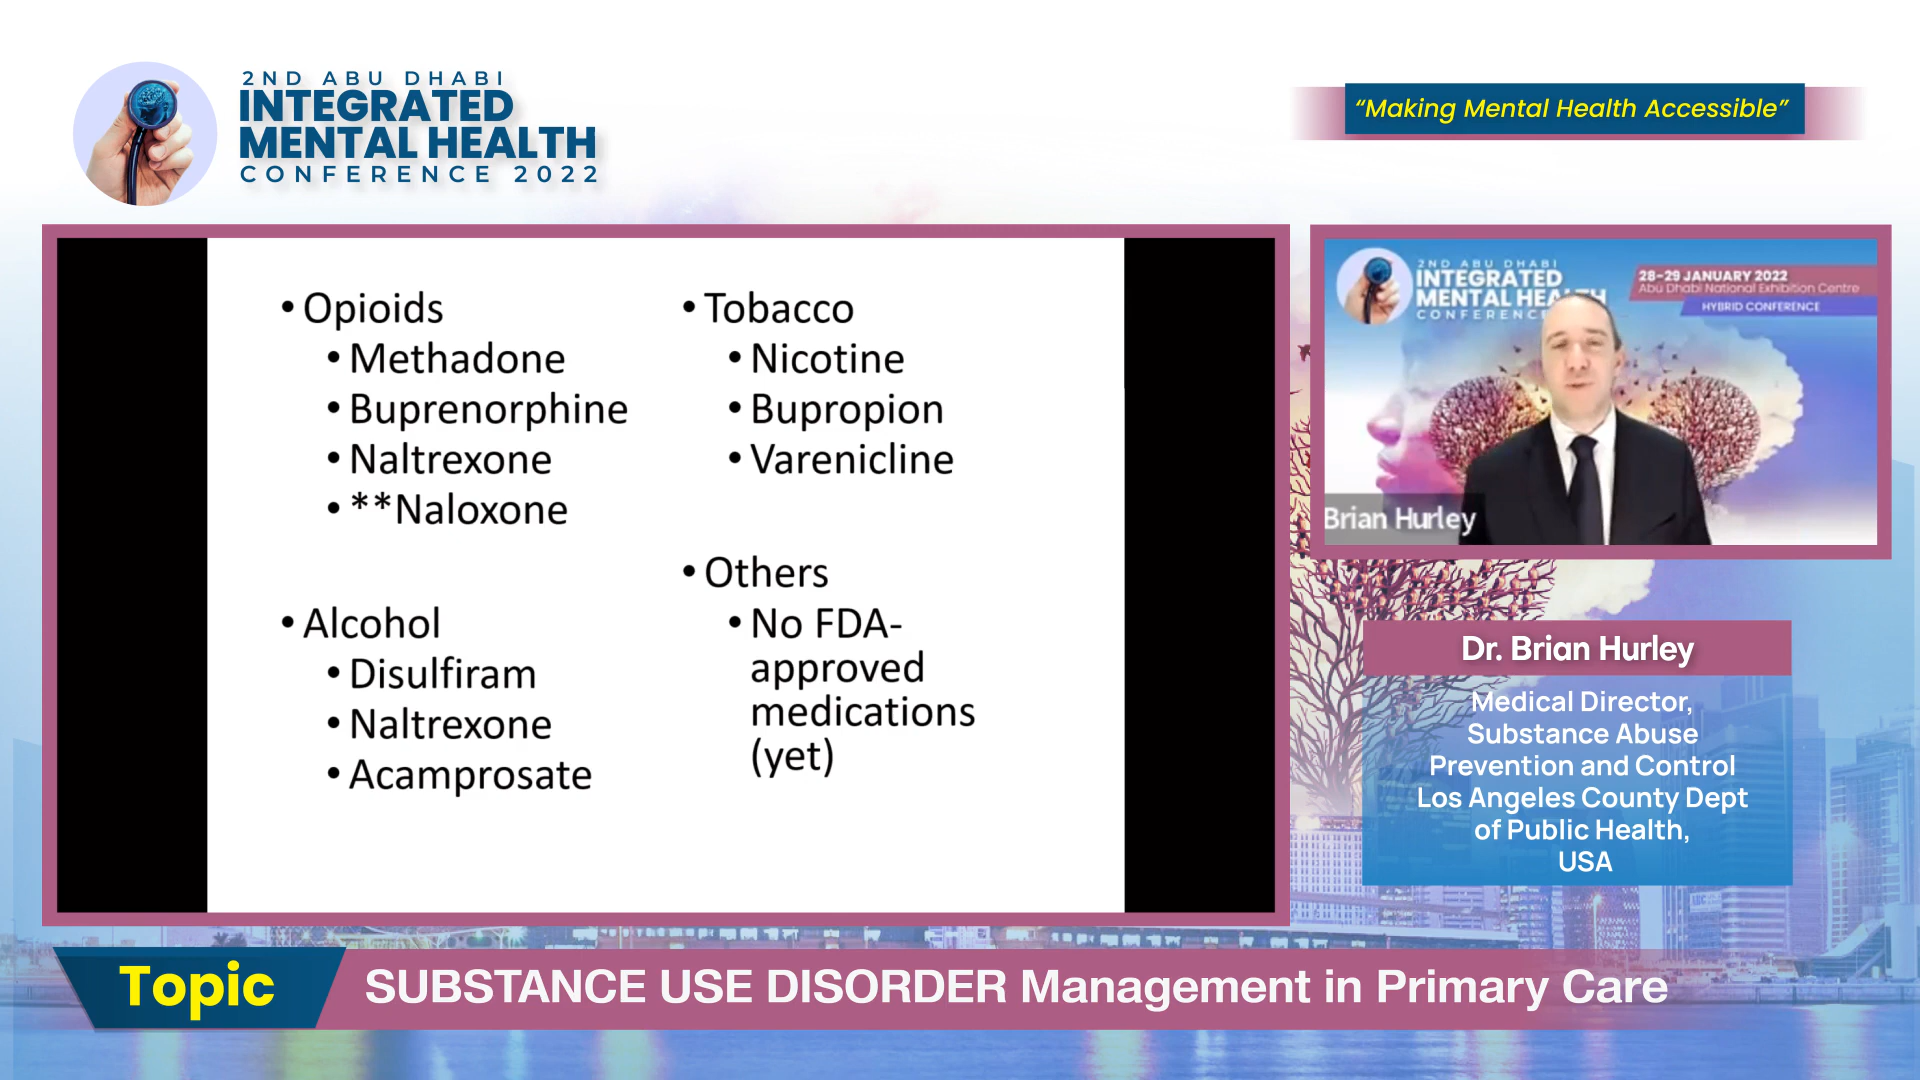 2ND ABU DHABI
INTEGRATED
MENTAL HEALTH
CONFERENCE 2022
“Making Mental Health Accessible”
• Opioids
• Methadone
• Buprenorphine
• Naltrexone
• **Naloxone
• Alcohol
• Disulfiram
• Naltrexone
• Acamprosate
• Tobacco
• Nicotine
• Bupropion
• Varenicline
• Others
• No FDA-
approved
medications
(yet)
2ND ABU DHABI
INTEGRATED
MENTAL HEALTH
CONFERENC
28-29 JANUARY 2022
Abu Dhabi National Exhibition Centre
HYBRID CONFERENCE
Brian Hurley
Dr. Brian Hurley
Medical Director,
Substance Abuse
Prevention and Control
Los Angeles County Dept
of Public Health,
USA
Topic
SUBSTANCE USE DISORDER Management in Primary Care